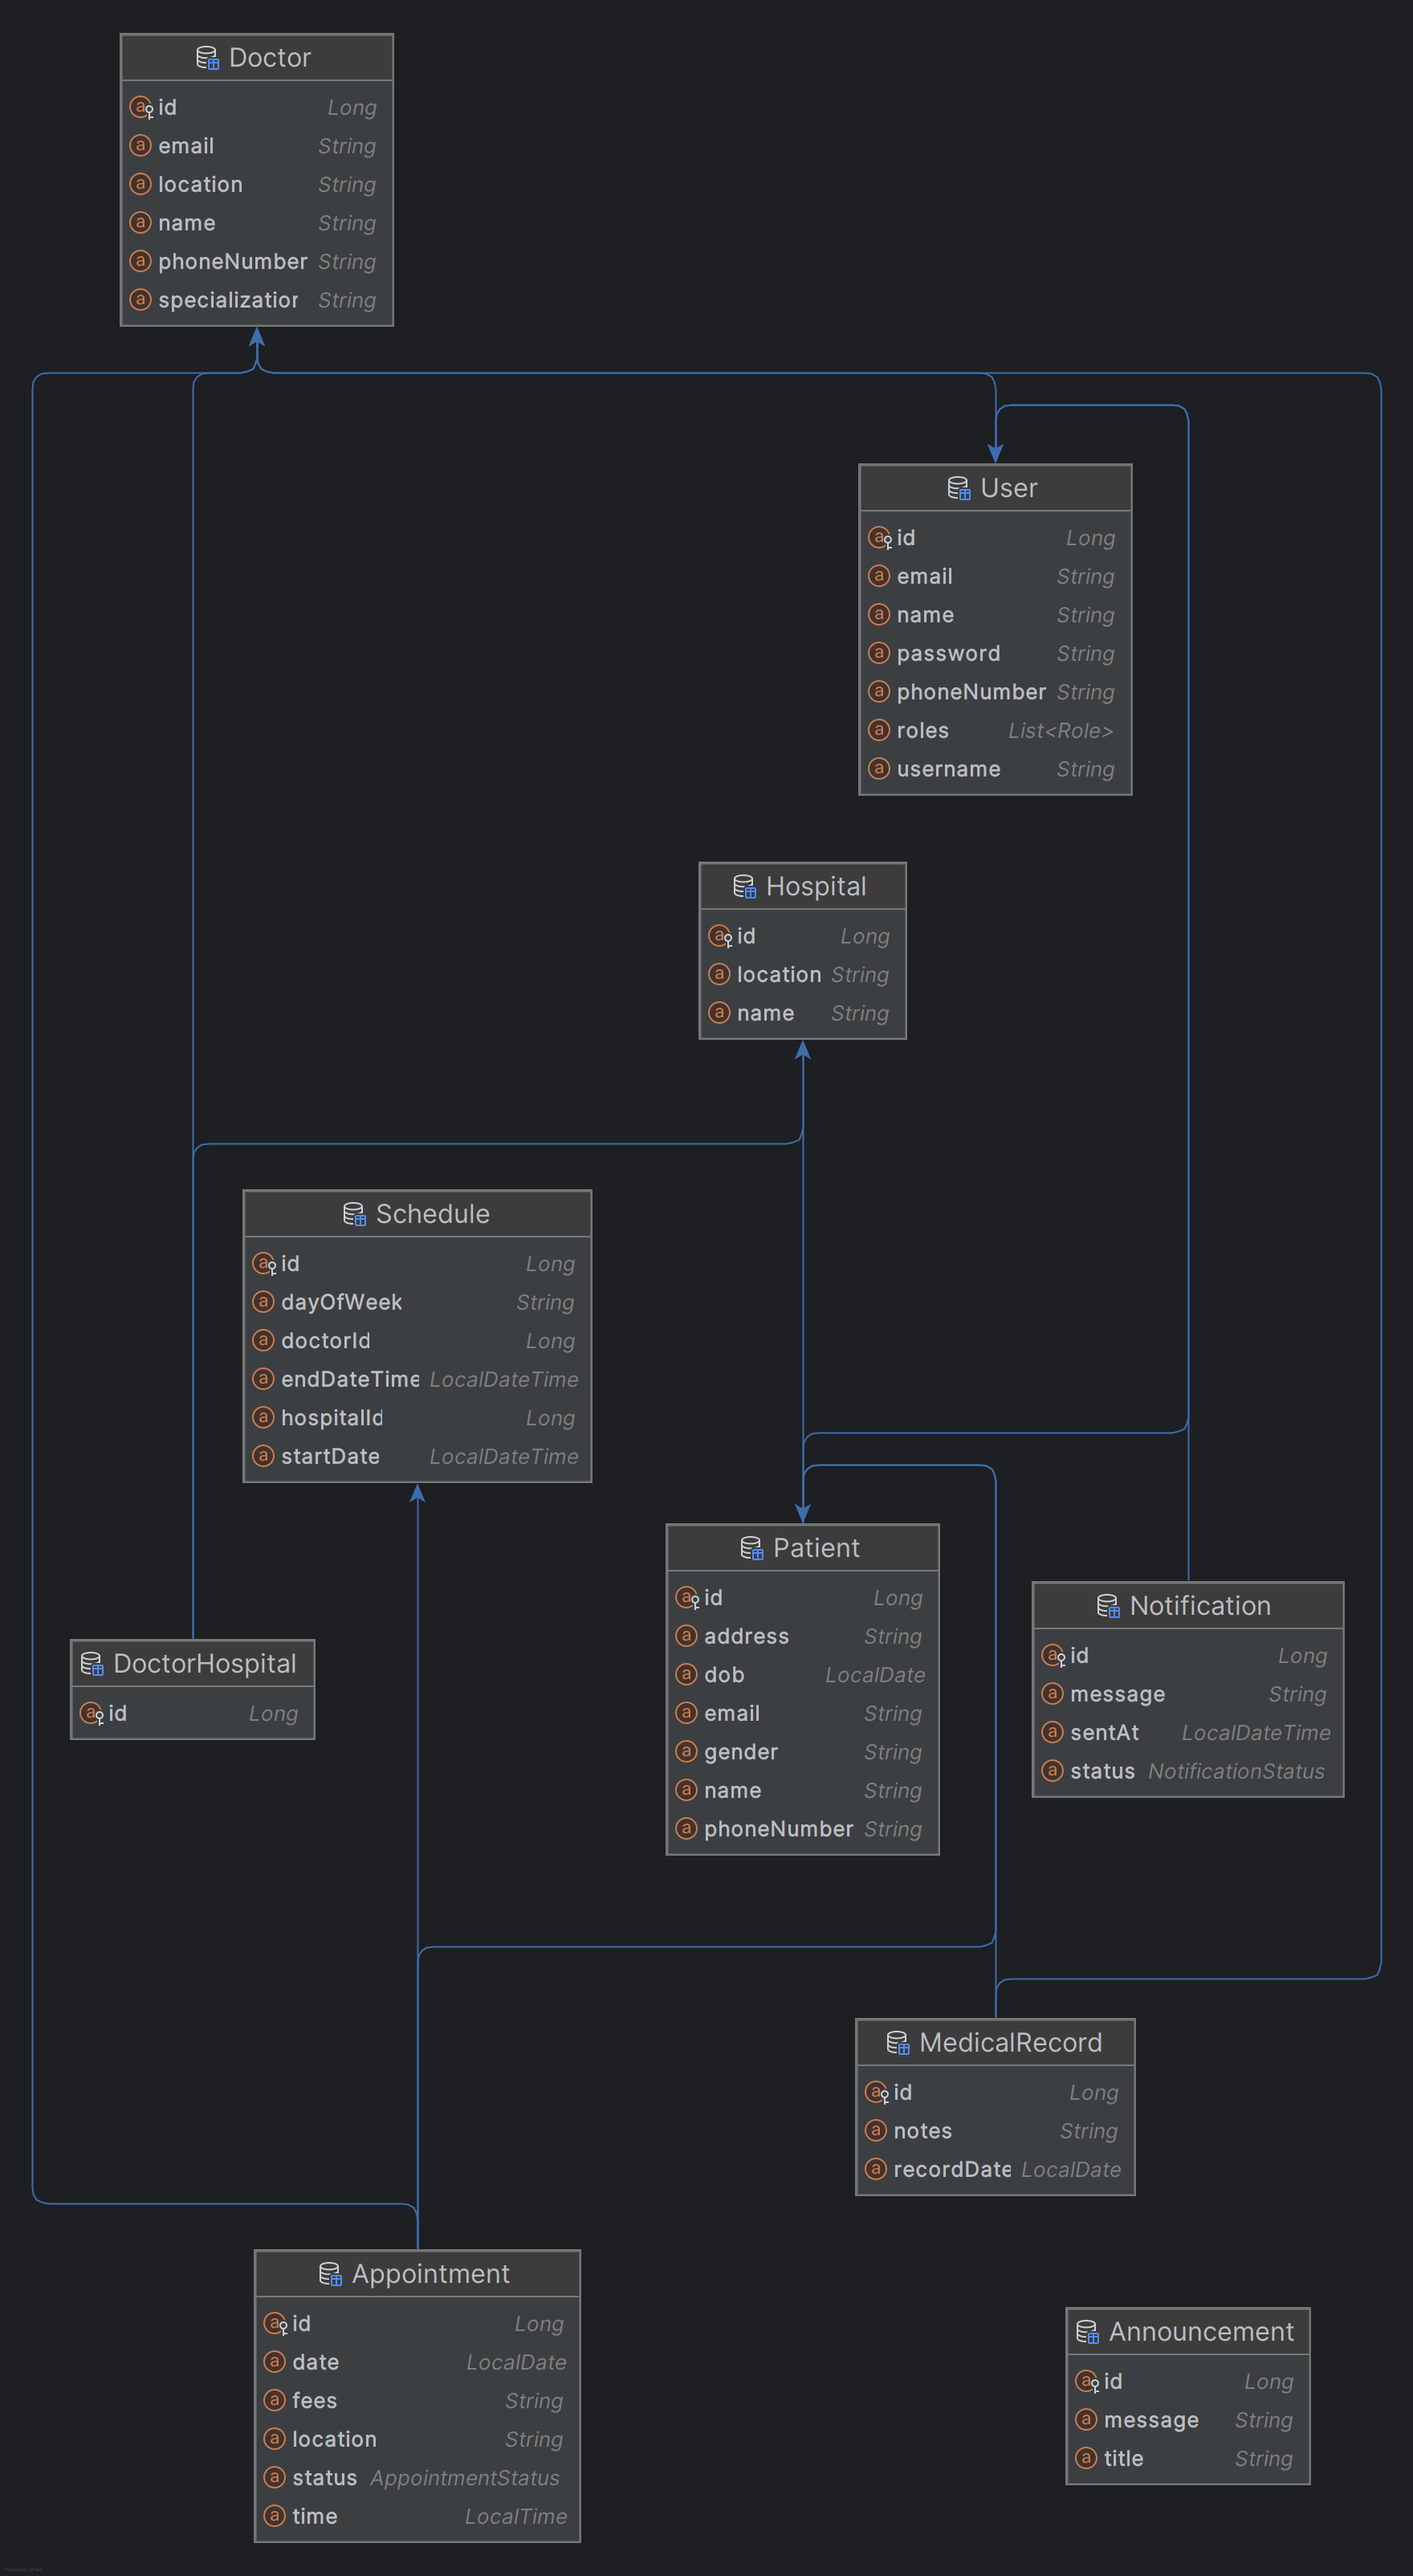 Doctor
id Long
email String
location String
name String
phoneNumber String
specialization String
User
id Long
email String
name String
password String
phoneNumber String
roles List<Role>
username String
Hospital
id Long
location String
name String
Schedule
id Long
dayOfWeek String
doctorId Long
endDateTime LocalDateTime
hospitalId Long
startDate LocalDateTime
Patient
id Long
address String
dob LocalDate
email String
gender String
name String
phoneNumber String
Notification
id Long
message String
sentAt LocalDateTime
status NotificationStatus
DoctorHospital
id Long
MedicalRecord
id Long
notes String
recordDate LocalDate
Appointment
id Long
date LocalDate
fees String
location String
status AppointmentStatus
time LocalTime
Announcement
id Long
message String
title String